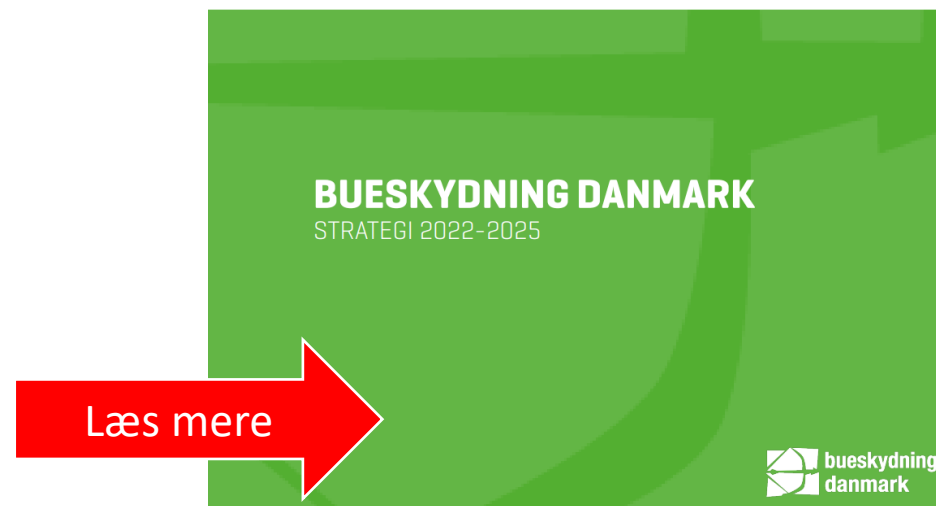 BUESKYDNING DANMARK
STRATEGI 2022-2025
Læs mere
bueskydning
danmark